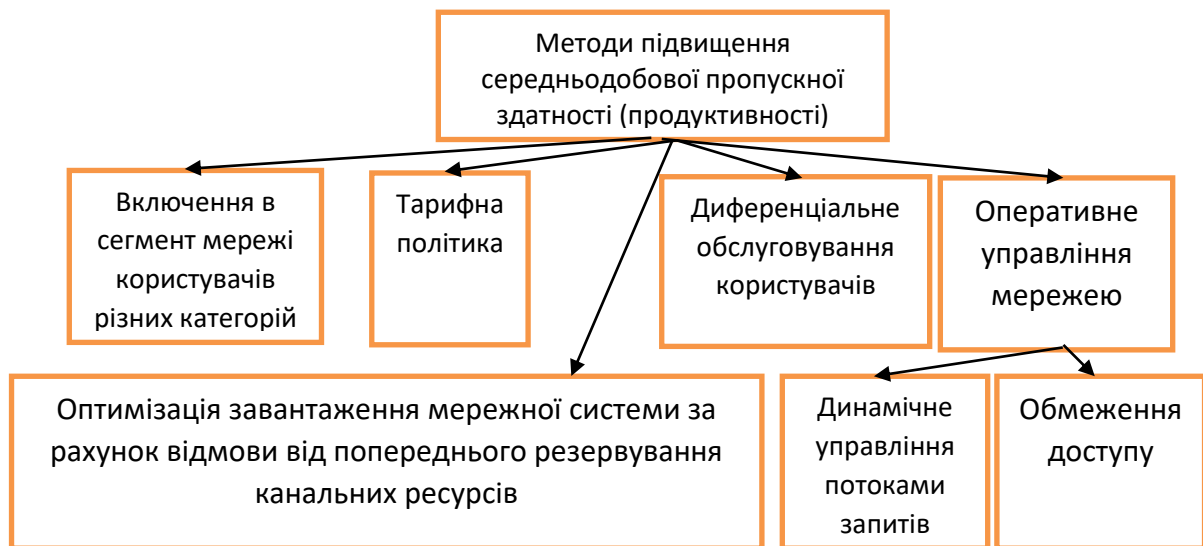 Методи підвищення
середньодобової пропускної
здатності (продуктивності)
Включення в
сегмент мережі
користувачів
різних категорій
Тарифна
політика
Диференціальне
обслуговування
користувачів
Оперативне
управління
мережею
Оптимізація завантаження мережної системи за
рахунок відмови від попереднього резервування
канальних ресурсів
Динамічне
управління
потоками
запитів
Обмеження
доступу